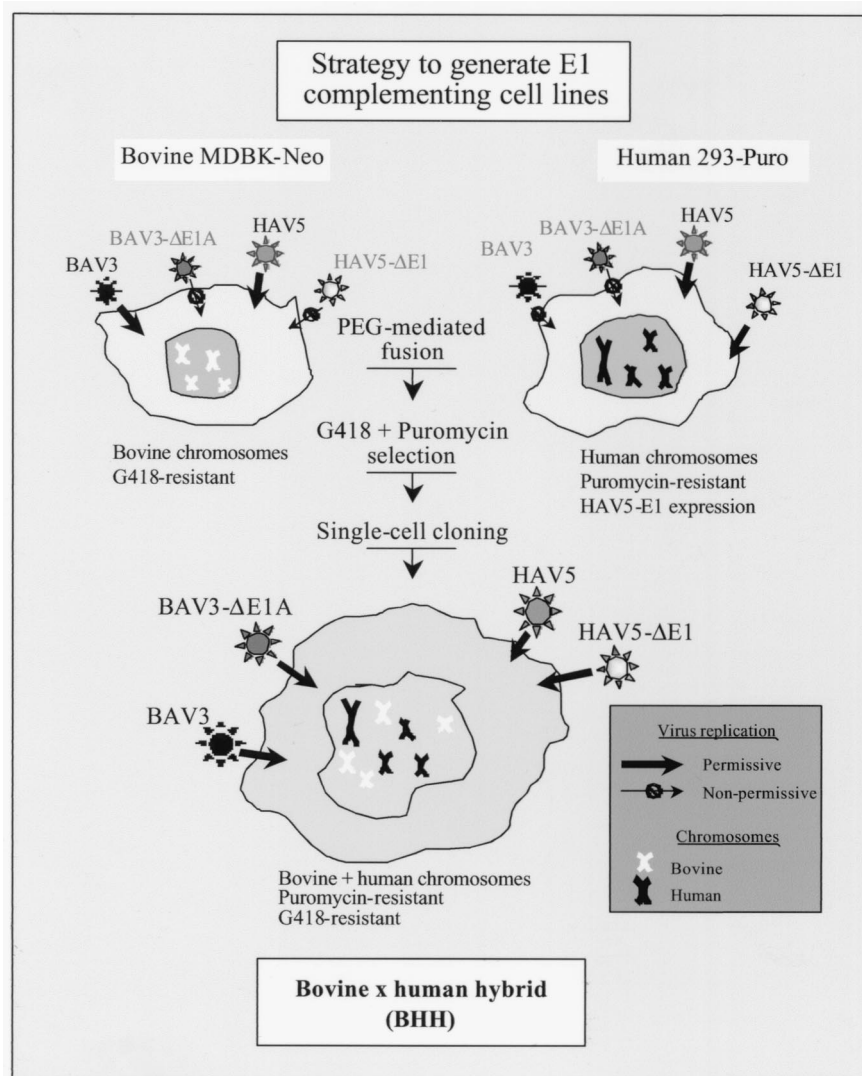 Strategy to generate E1
complementing cell lines
Bovine MDBK-Neo
Human 293-Puro
BAV3
BAV3-ΔE1A
HAV5
HAV5-ΔE1
BAV3
BAV3-ΔE1A
HAV5
HAV5-ΔE1
PEG-mediated
fusion
G418 + Puromycin
selection
Single-cell cloning
Bovine chromosomes
G418-resistant
Human chromosomes
Puromycin-resistant
HAV5-E1 expression
BAV3-ΔE1A
BAV3
HAV5
HAV5-ΔE1
Bovine + human chromosomes
Puromycin-resistant
G418-resistant
Virus replication
Permissive
Non-permissive
Chromosomes
Bovine
Human
Bovine x human hybrid
(BHH)